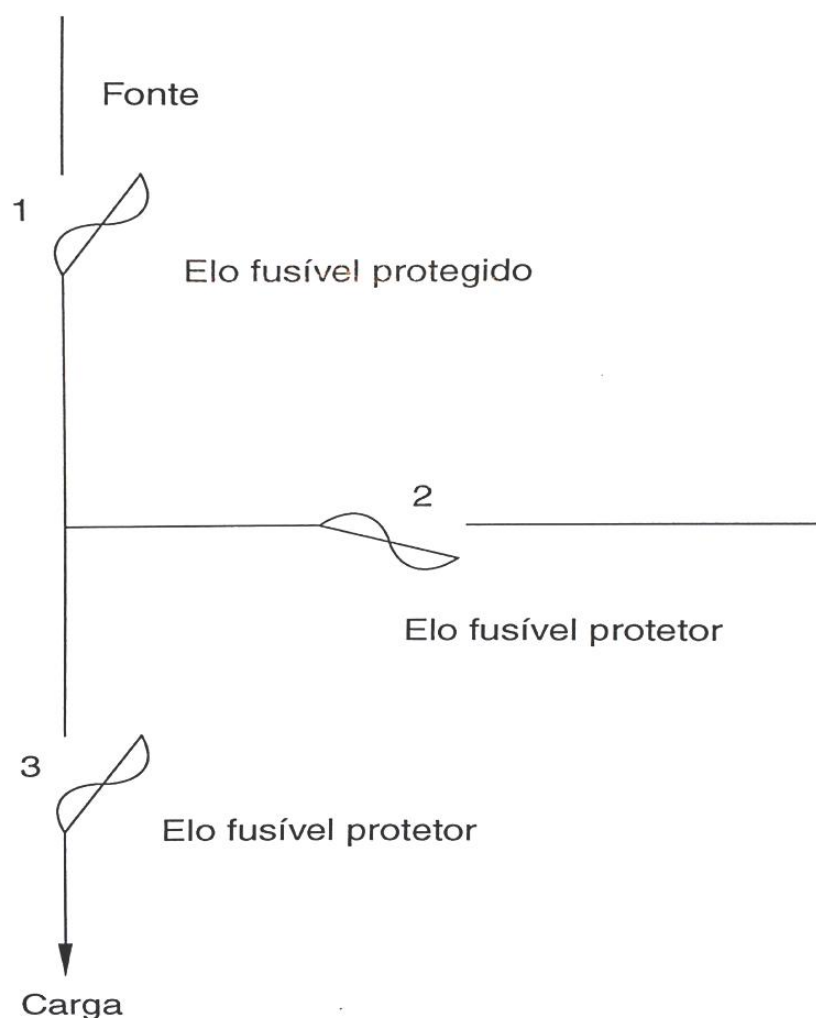 Fonte
1
Elo fusível protegido
2
Elo fusível protetor
3
Elo fusível protetor
Carga